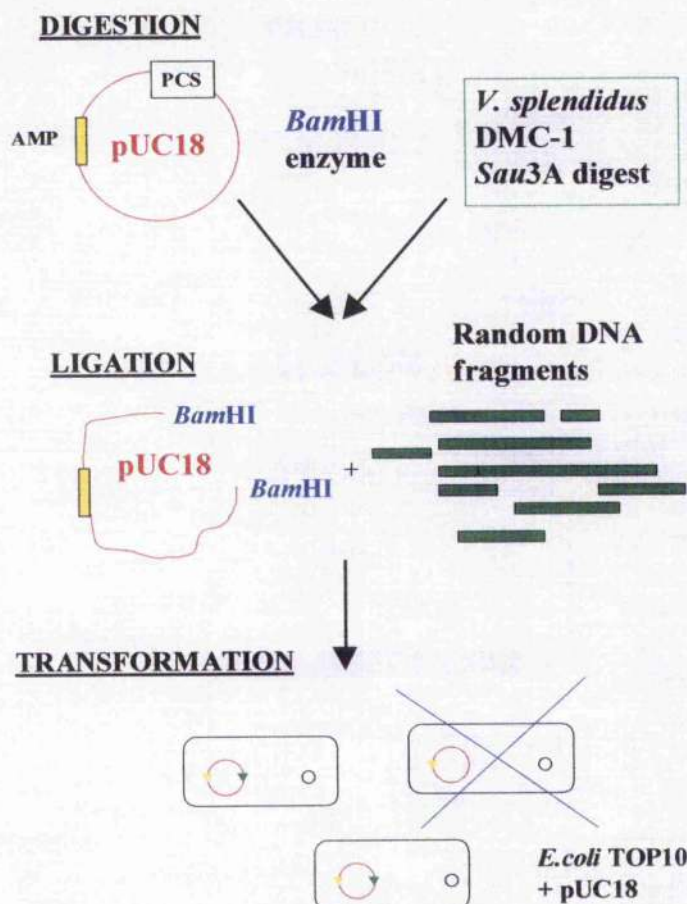 DIGESTION
PCS
AMP
pUC18
BamHI
enzyme
V. splendidus
DMC-1
Sau3A digest
LIGATION
Random DNA
fragments
BamHI
pUC18
+
BamHI
TRANSFORMATION
E.coli TOP10
+ pUC18